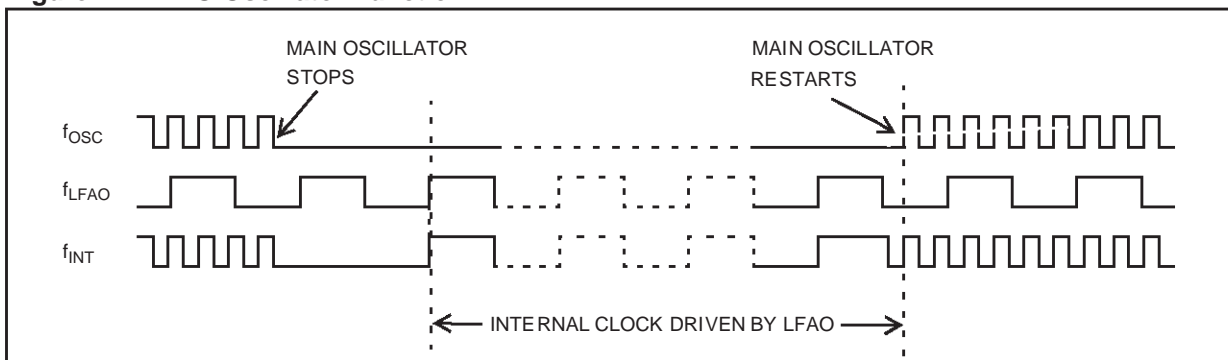 MAIN OSCILLATOR
STOPS
MAIN OSCILLATOR
RESTARTS
fOSC
fLFAO
fINT
INTERNAL CLOCK DRIVEN BY LFAO